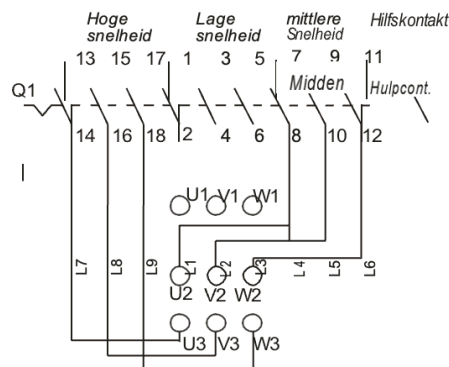 Hoge Lage mittlere Hilfskontakt
snelheid snelheid Snelheid
13 15 17 1 3 5 7 9 11
Q1 Midden Hulpcont.
14 16 18 2 4 6 8 10 12
U1 V1 W1
L7 L8 L9 L1 L2 L3 L4 L5 L6
U2 V2 W2
U3 V3 W3